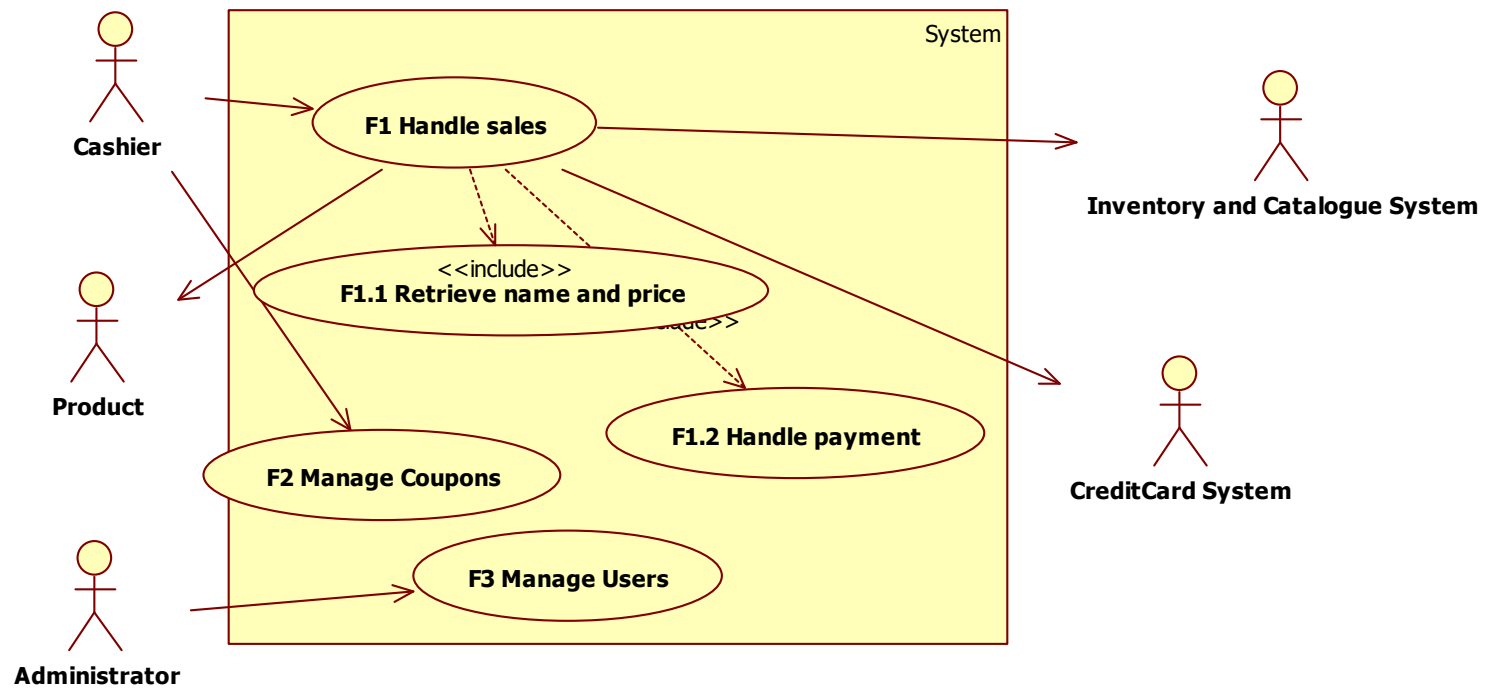 System
F1 Handle sales
Cashier
Inventory and Catalogue System
<<include>>
F1.1 Retrieve name and price
Product
F1.2 Handle payment
F2 Manage Coupons
CreditCard System
F3 Manage Users
Administrator